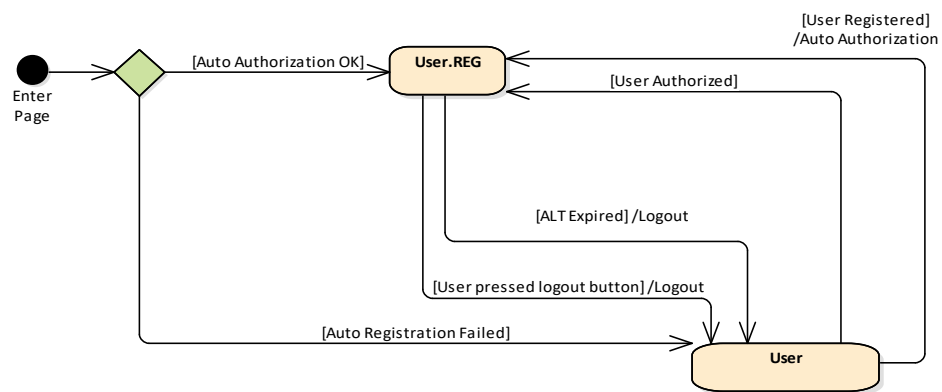 [User Registered]
/Auto Authorization
[Auto Authorization OK]
User.REG
[User Authorized]
Enter
Page
[ALT Expired] /Logout
[User pressed logout button] /Logout
[Auto Registration Failed]
User